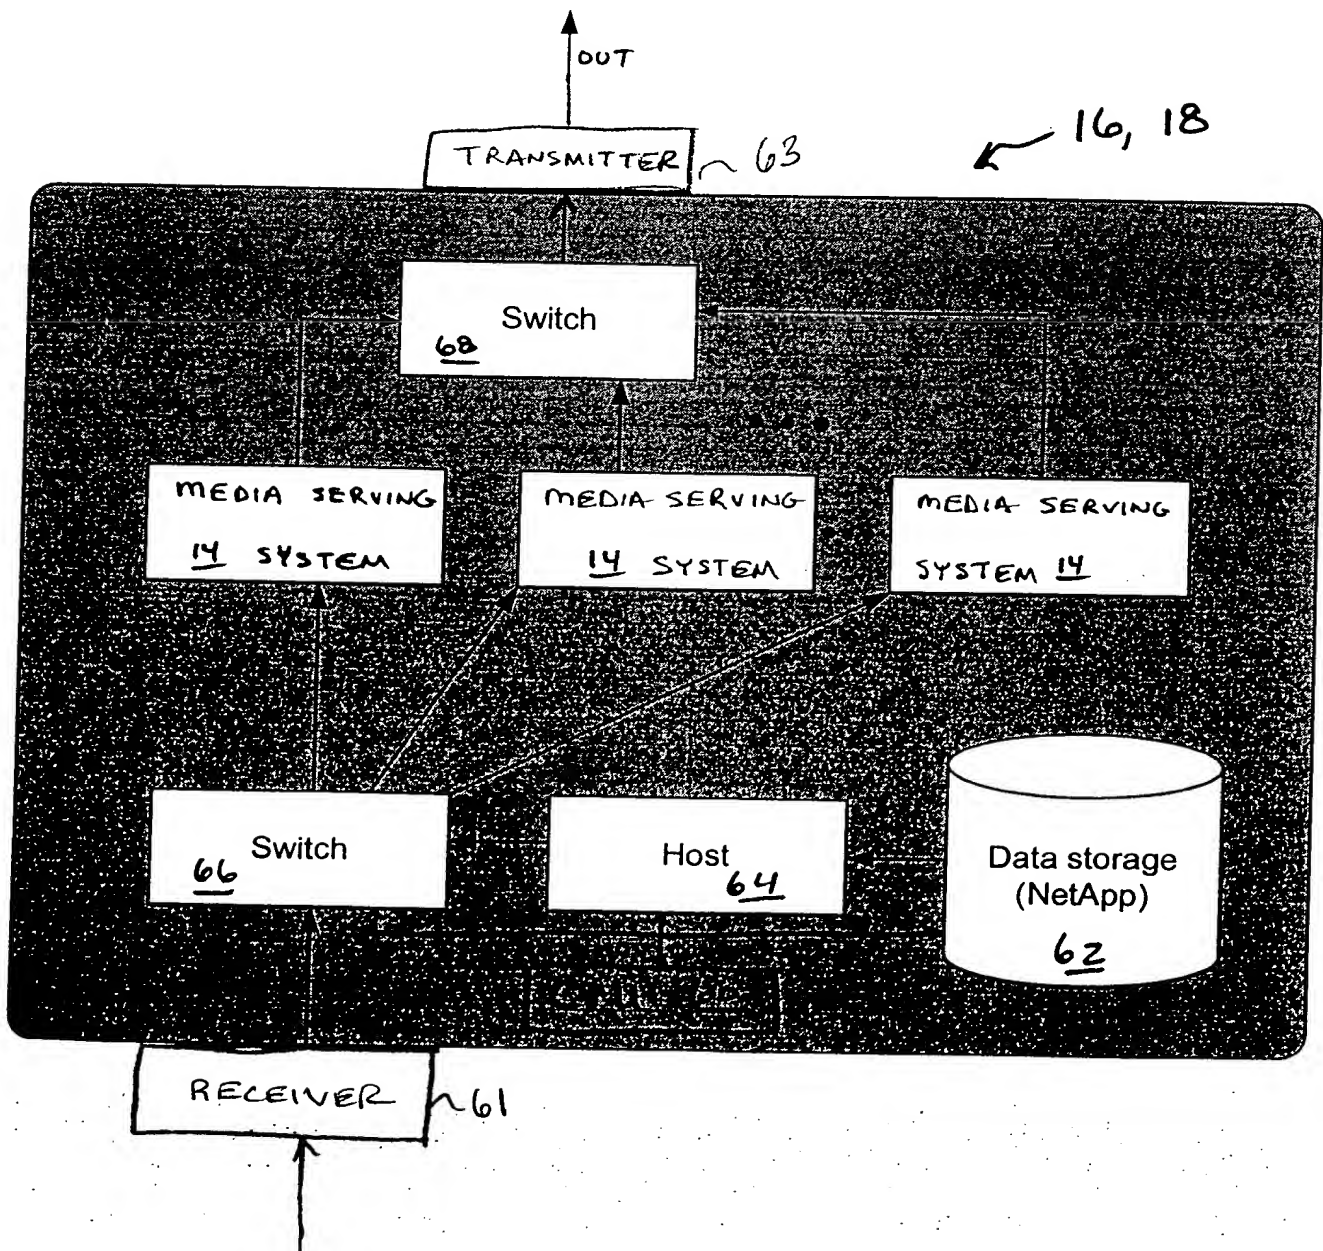 OUT
TRANSMITTER 63
16, 18
Switch
68
MEDIA SERVING
14 SYSTEM
MEDIA SERVING
14 SYSTEM
MEDIA SERVING
SYSTEM 14
Switch
66
Host
64
Data storage
(NetApp)
62
RECEIVER 61